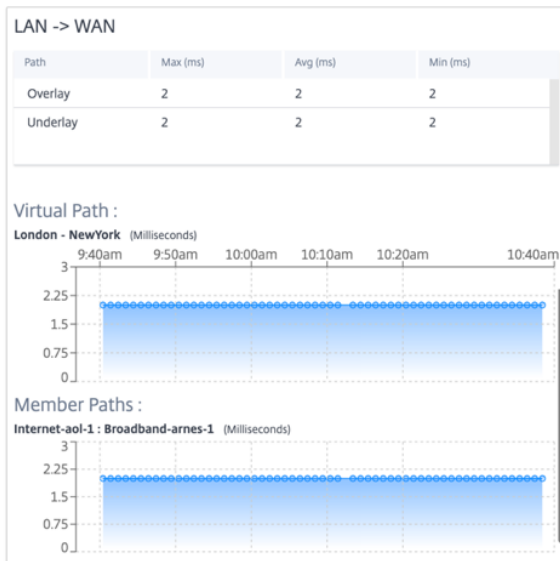 LAN -> WAN
Path Max (ms) Avg (ms) Min (ms)
Overlay 2 2 2
Underlay 2 2 2
Virtual Path :
London - NewYork (Milliseconds)
9:40am 9:50am 10:00am 10:10am 10:20am 10:40am
3
2.25
1.5
0.75
0
Member Paths :
Internet-aol-1 : Broadband-arnes-1 (Milliseconds)
3
2.25
1.5
0.75
0